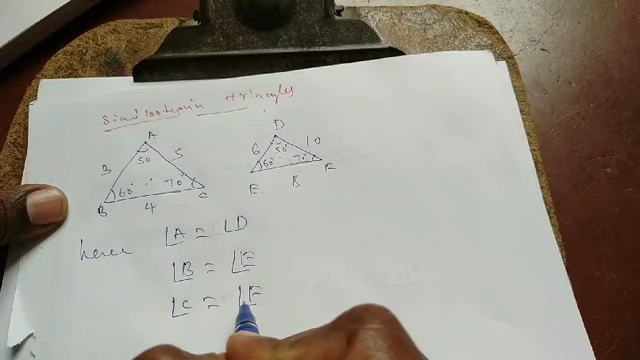 Similarity in triangles
A
3
50
5
60°
70
B
4
C
D
6
50°
10
60°
70
E
8
F
here ∠A = ∠D
∠B = ∠E
∠C = ∠F